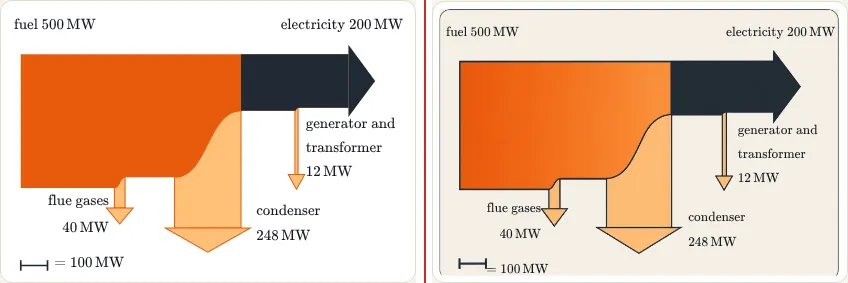 fuel 500 MW
electricity 200 MW
generator and
transformer
12 MW
flue gases
40 MW
condenser
248 MW
= 100 MW
fuel 500 MW
electricity 200 MW
generator and
transformer
12 MW
flue gases
40 MW
condenser
248 MW
= 100 MW